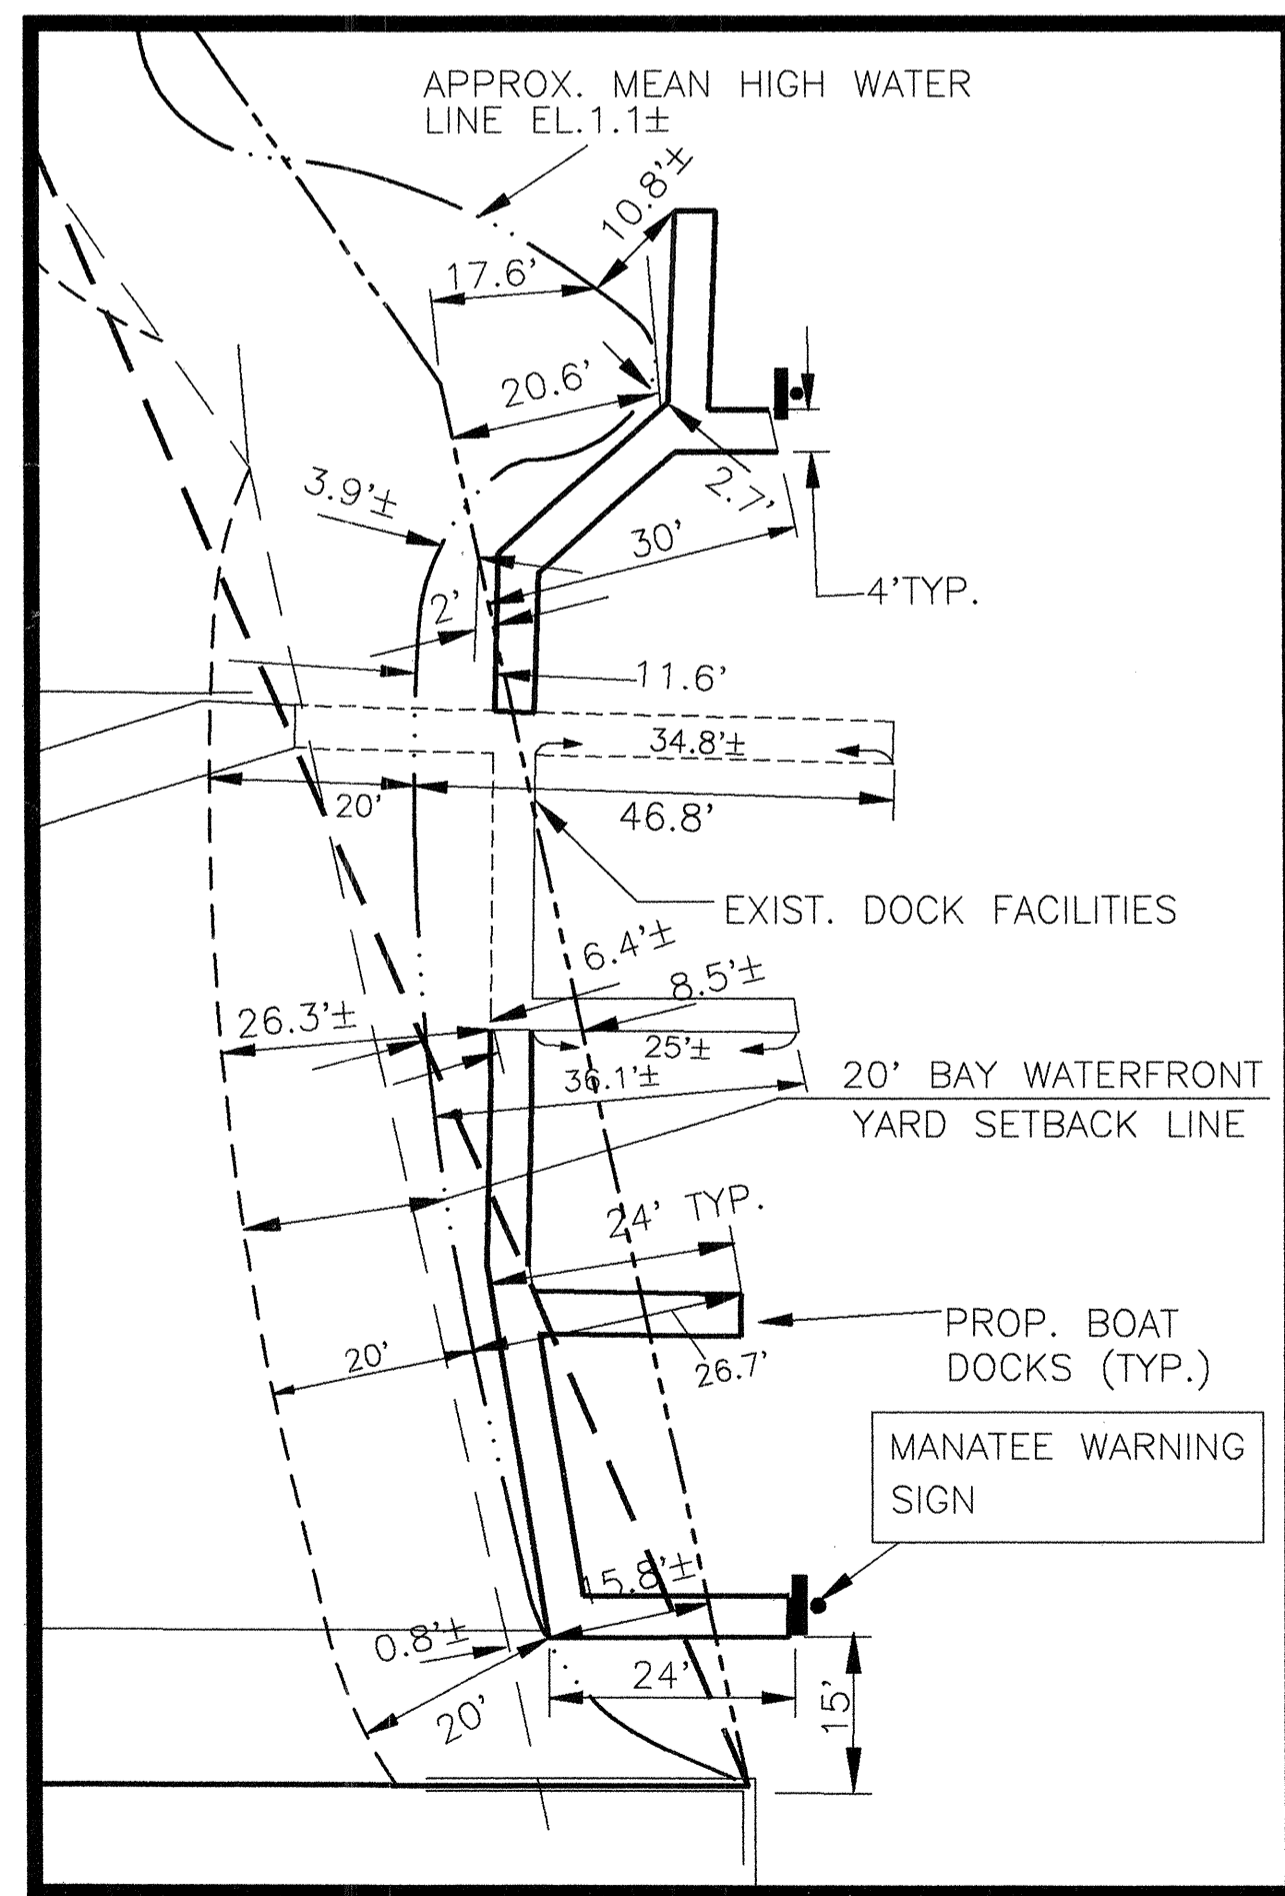 APPROX. MEAN HIGH WATER
LINE EL.1.1±
10.8'±
17.6'
20.6'
3.9'±
2.7'
30'
2'
4'TYP.
11.6'
34.8'±
20'
46.8'
EXIST. DOCK FACILITIES
6.4'±
8.5'±
26.3'±
25'±
36.1'±
20' BAY WATERFRONT
YARD SETBACK LINE
24' TYP.
PROP. BOAT
DOCKS (TYP.)
20'
26.7'
MANATEE WARNING
SIGN
15.8'±
0.8'±
24'
20'
15'